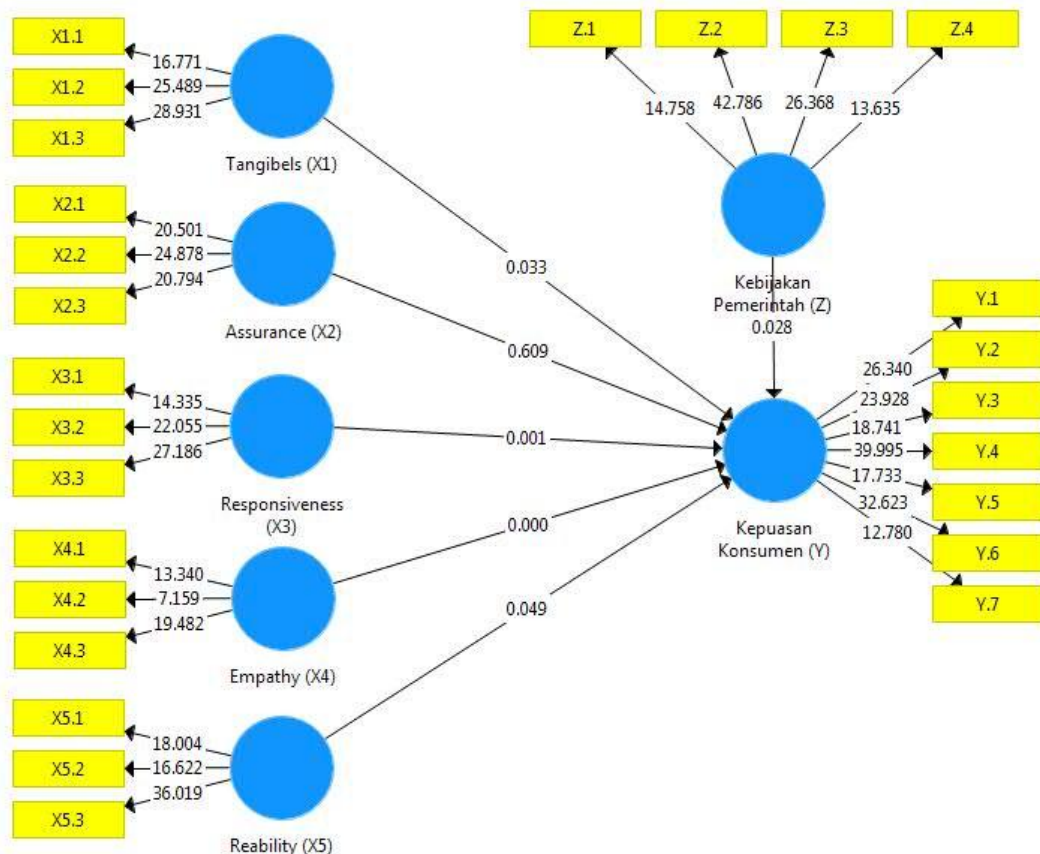 X1.1
X1.2
X1.3
16.771
25.489
28.931
Tangibels (X1)
X2.1
X2.2
X2.3
20.501
24.878
20.794
Assurance (X2)
X3.1
X3.2
X3.3
14.335
22.055
27.186
Responsiveness
(X3)
X4.1
X4.2
X4.3
13.340
7.159
19.482
Empathy (X4)
X5.1
X5.2
X5.3
18.004
16.622
36.019
Reability (X5)
0.033
0.609
0.001
0.000
0.049
Z.1
Z.2
Z.3
Z.4
14.758
42.786
26.368
13.635
Kebijakan
Pemerintah (Z)
0.028
Kepuasan
Konsumen (Y)
26.340
23.928
18.741
39.995
17.733
32.623
12.780
Y.1
Y.2
Y.3
Y.4
Y.5
Y.6
Y.7